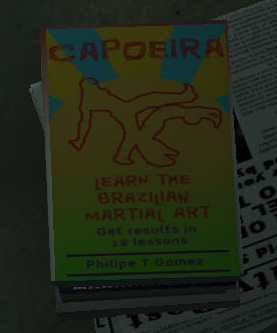 CAPOEIRA
LEARN THE
BRAZILIAN
MARTIAL ART
Get results in
12 lessons
Philipe T Gomez